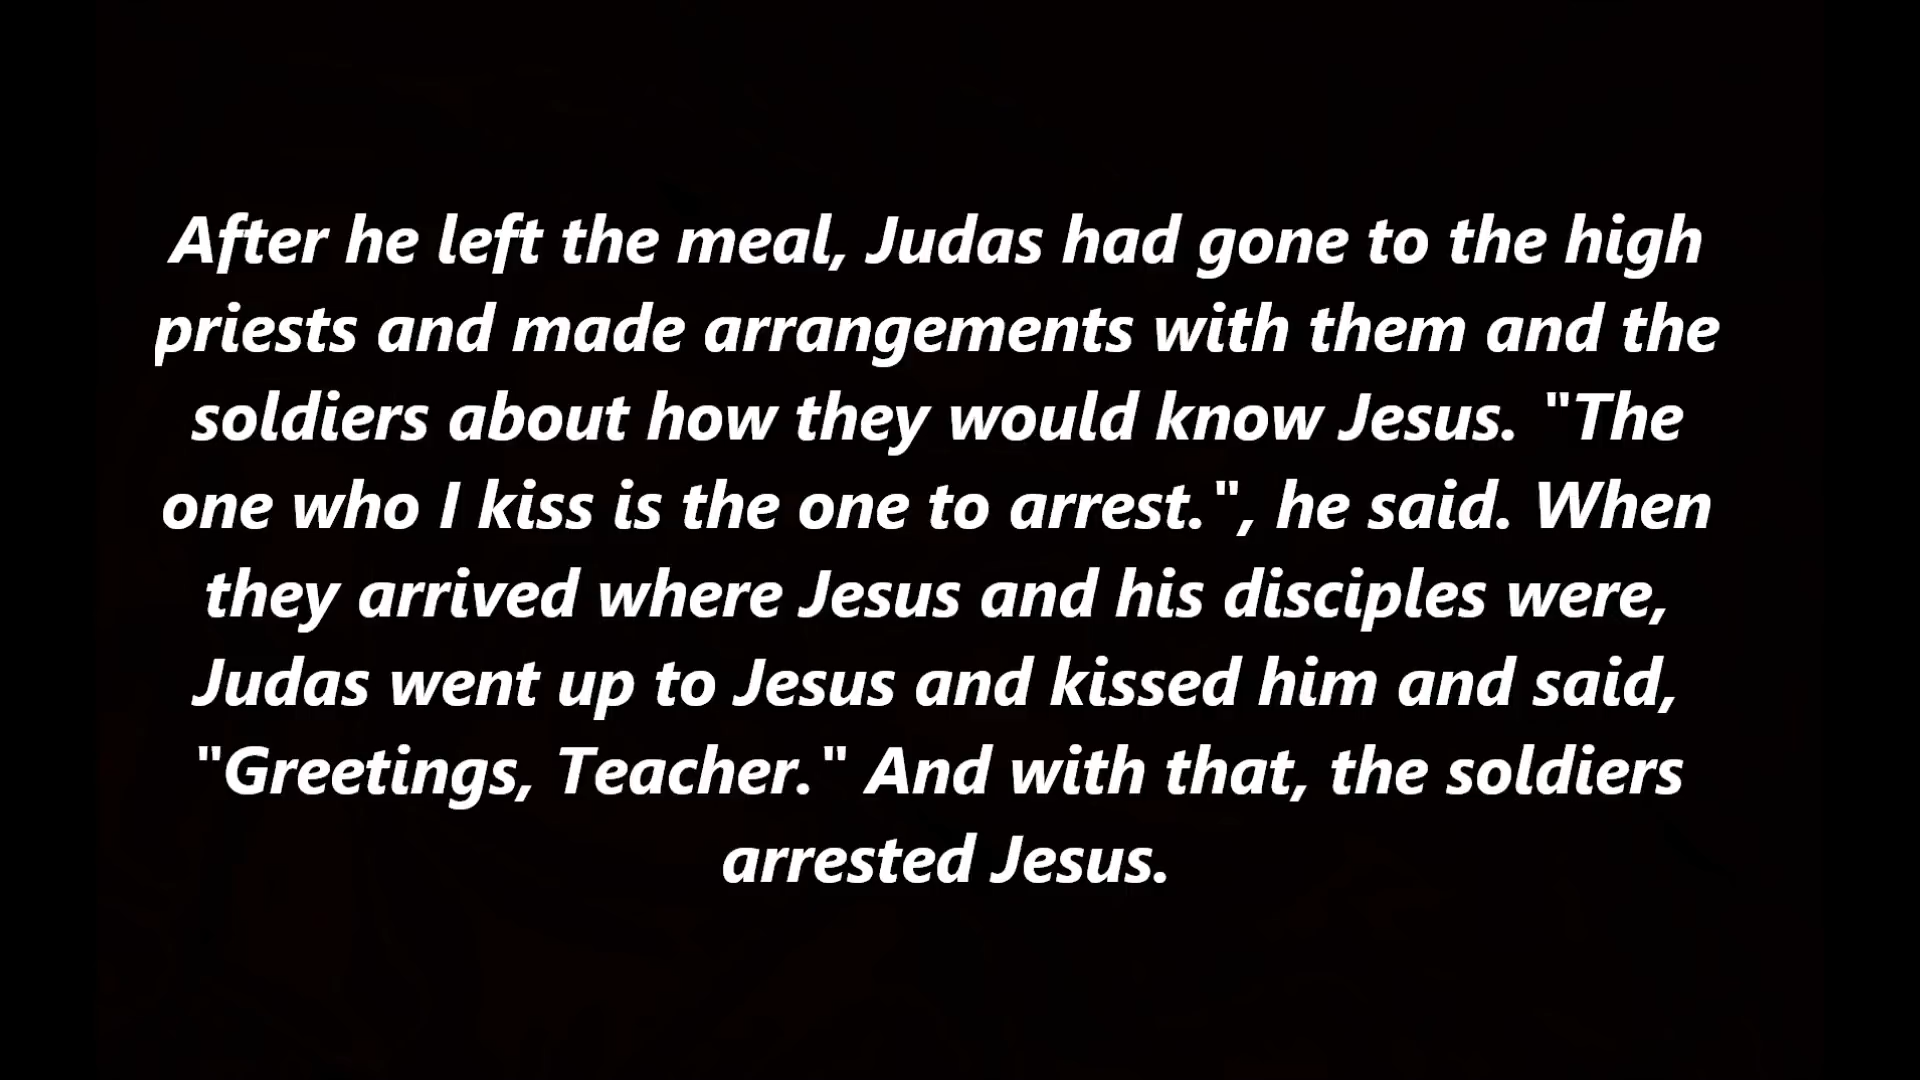 After he left the meal, Judas had gone to the high
priests and made arrangements with them and the
soldiers about how they would know Jesus. "The
one who I kiss is the one to arrest.", he said. When
they arrived where Jesus and his disciples were,
Judas went up to Jesus and kissed him and said,
"Greetings, Teacher." And with that, the soldiers
arrested Jesus.